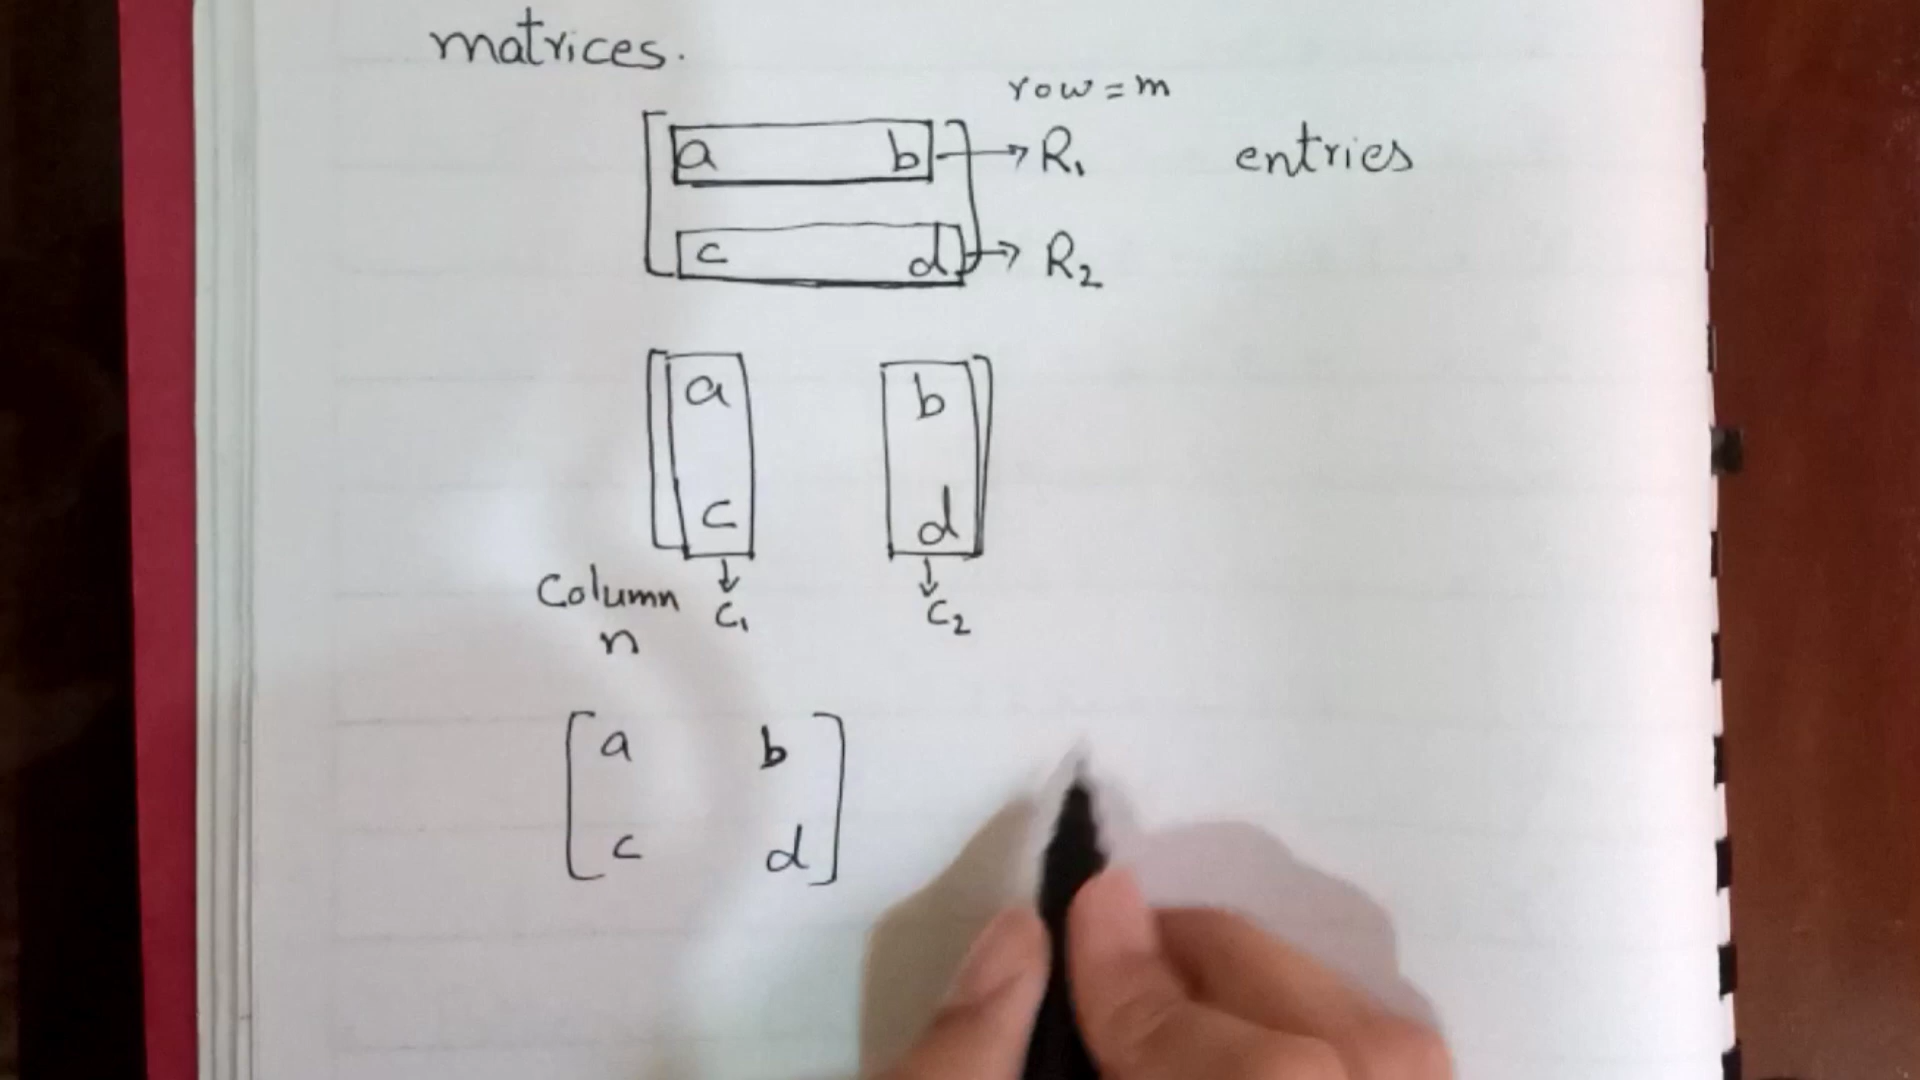 matrices.
row = m
a b → R₁ entries
c d → R₂
a b
c d
Column C₁ C₂
n
a b
c d